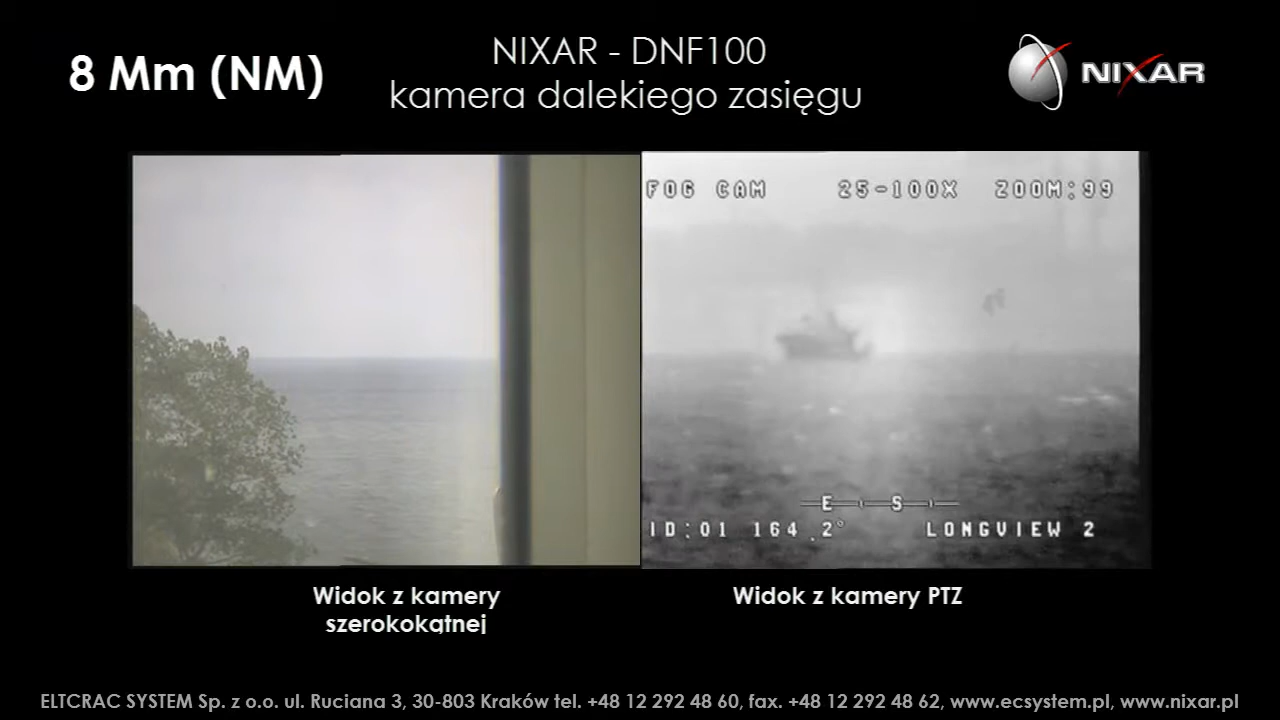 8 Mm (NM)
NIXAR - DNF100
kamera dalekiego zasięgu
NIXAR
FOG CAM 25-100X ZOOM:99
E S
ID:01 164.2° LONGVIEW 2
Widok z kamery
szerokokątnej
Widok z kamery PTZ
ELTCRAC SYSTEM Sp. z o.o. ul. Ruciana 3, 30-803 Kraków tel. +48 12 292 48 60, fax. +48 12 292 48 62, www.ecsystem.pl, www.nixar.pl